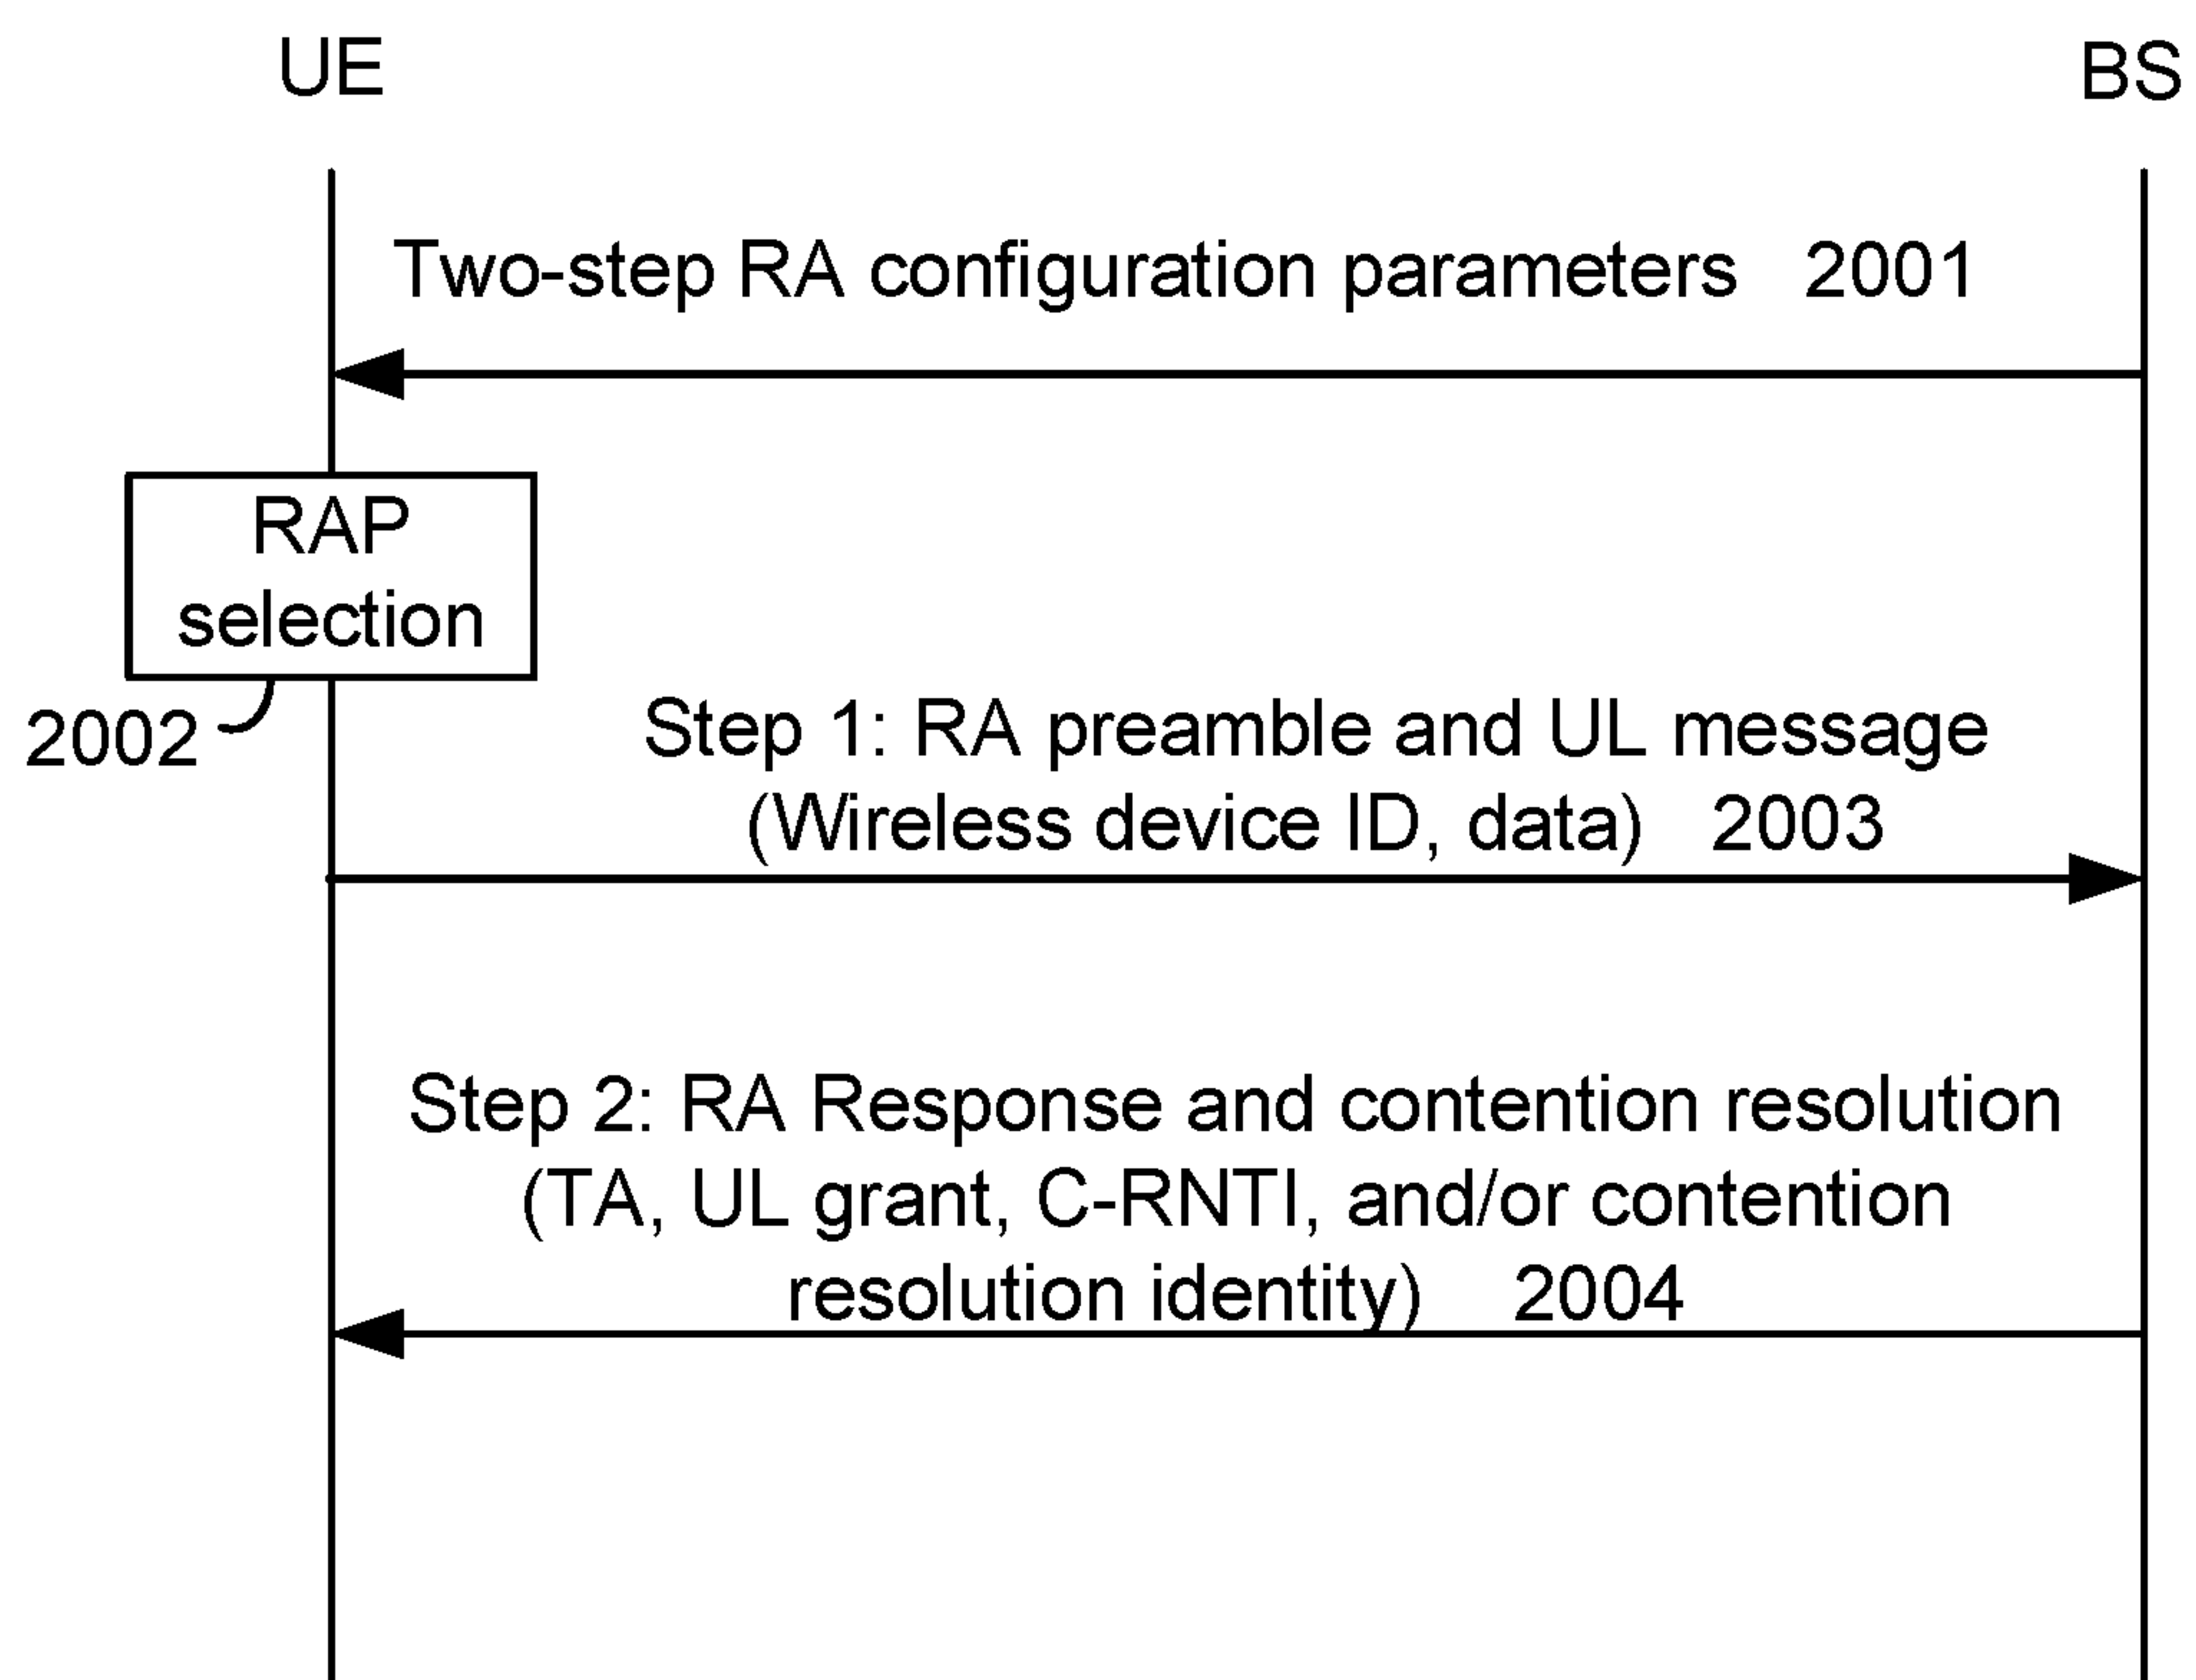 UE
BS
Two-step RA configuration parameters 2001
RAP
selection
2002
Step 1: RA preamble and UL message
(Wireless device ID, data) 2003
Step 2: RA Response and contention resolution
(TA, UL grant, C-RNTI, and/or contention
resolution identity) 2004